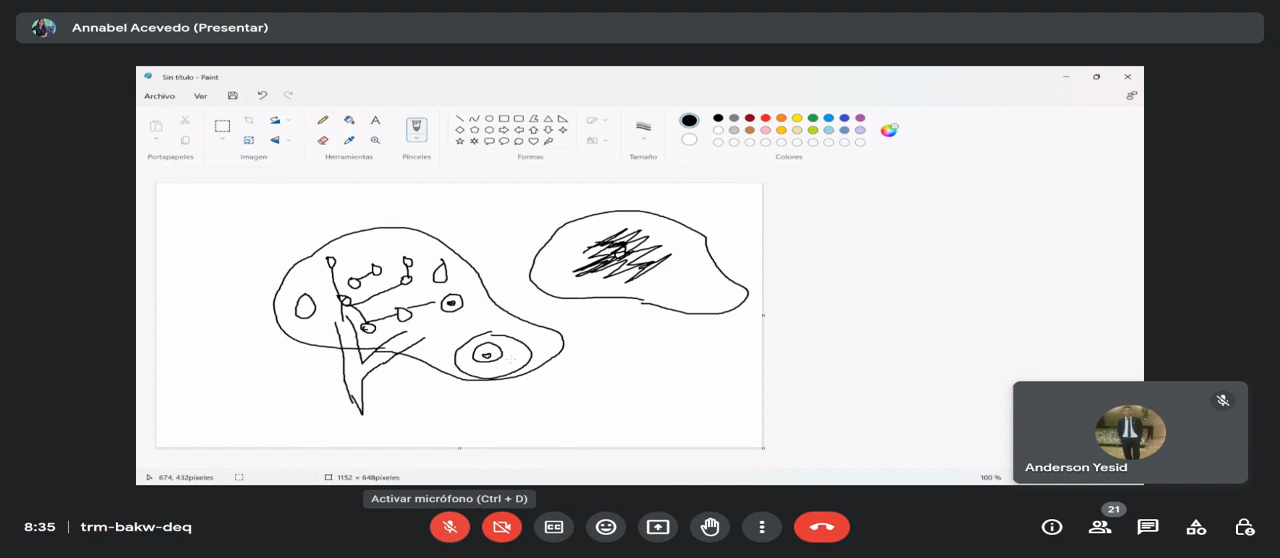 Annabel Acevedo (Presentar)
Sin título - Paint
Archivo Ver
Portapapeles Imagen Herramientas Pinceles Formas Tamaño Colores
A
674, 432píxeles 1152 × 648píxeles 100 %
Anderson Yesid
Activar micrófono (Ctrl + D)
8:35 | trm-bakw-deq
CC
21